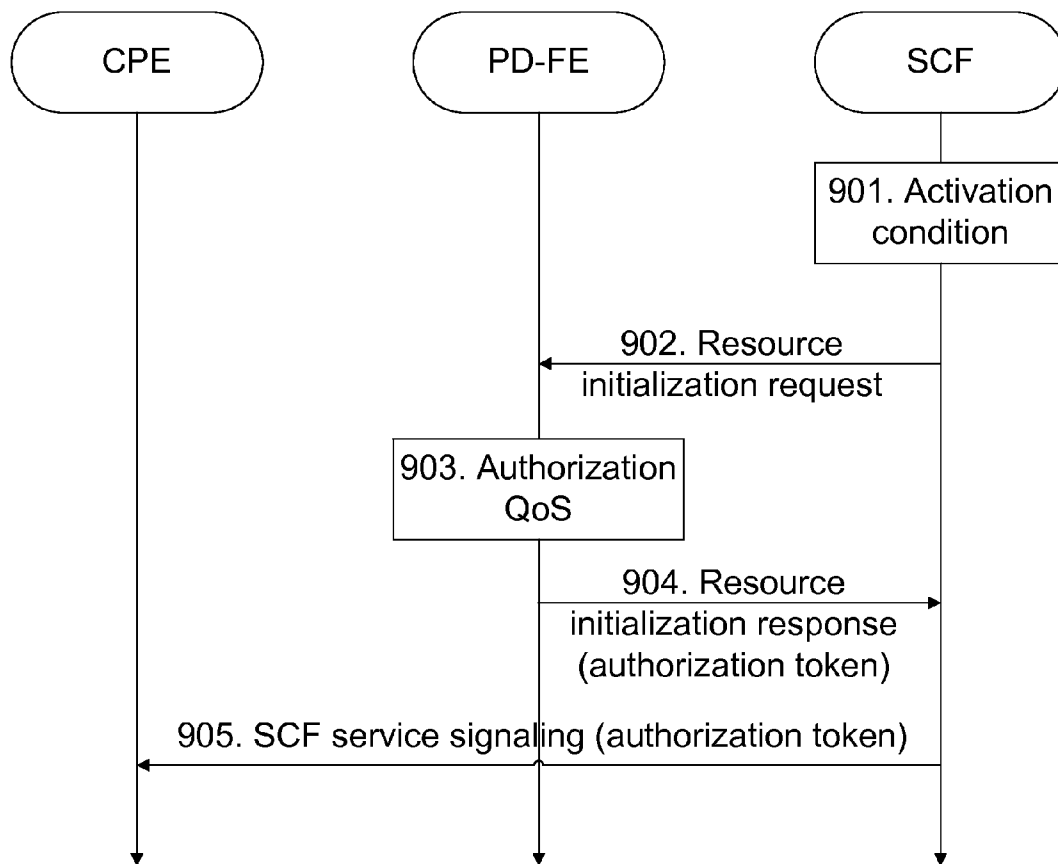 CPE
PD-FE
SCF
901. Activation
condition
902. Resource
initialization request
903. Authorization
QoS
904. Resource
initialization response
(authorization token)
905. SCF service signaling (authorization token)